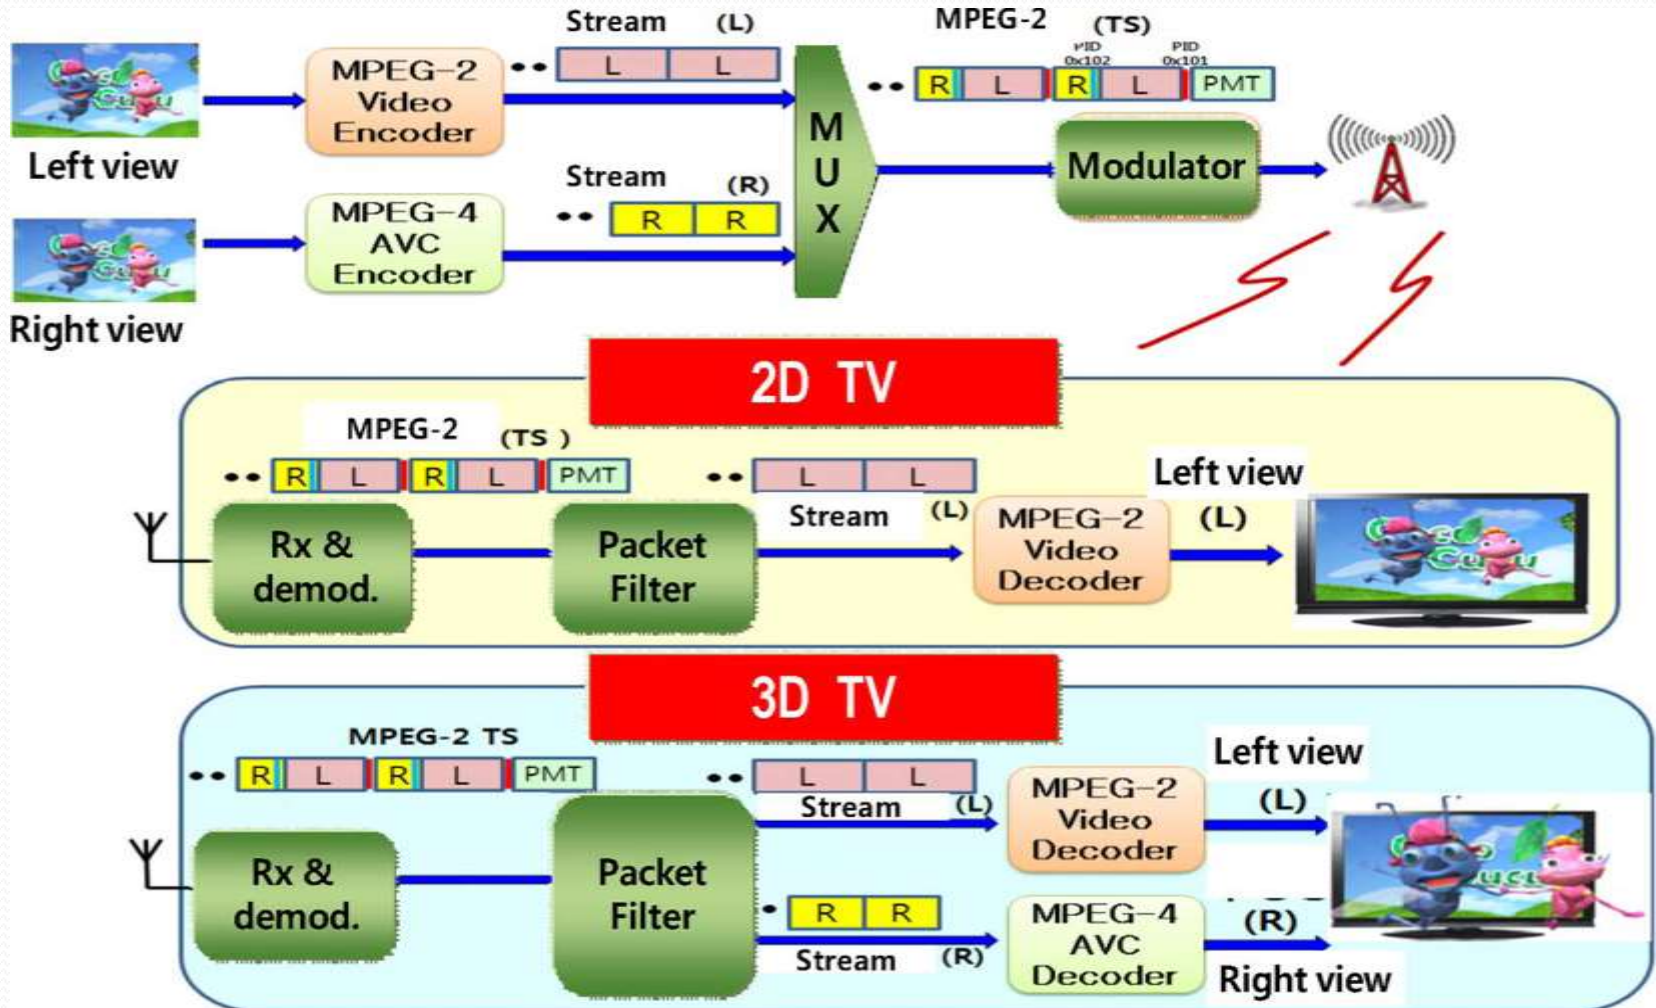 Stream (L)
MPEG-2 (TS)
PID
0x102
PID
0x101
L L
R L R L PMT
MPEG-2
Video
Encoder
Left view
M
U
X
Modulator
Stream (R)
R R
MPEG-4
AVC
Encoder
Right view
2D TV
MPEG-2 (TS )
R L R L PMT
L L
Stream (L)
Left view
(L)
Rx &
demod.
Packet
Filter
MPEG-2
Video
Decoder
3D TV
MPEG-2 TS
R L R L PMT
L L
Stream (L)
Left view
(L)
MPEG-2
Video
Decoder
Rx &
demod.
Packet
Filter
R R
Stream (R)
MPEG-4
AVC
Decoder
(R)
Right view